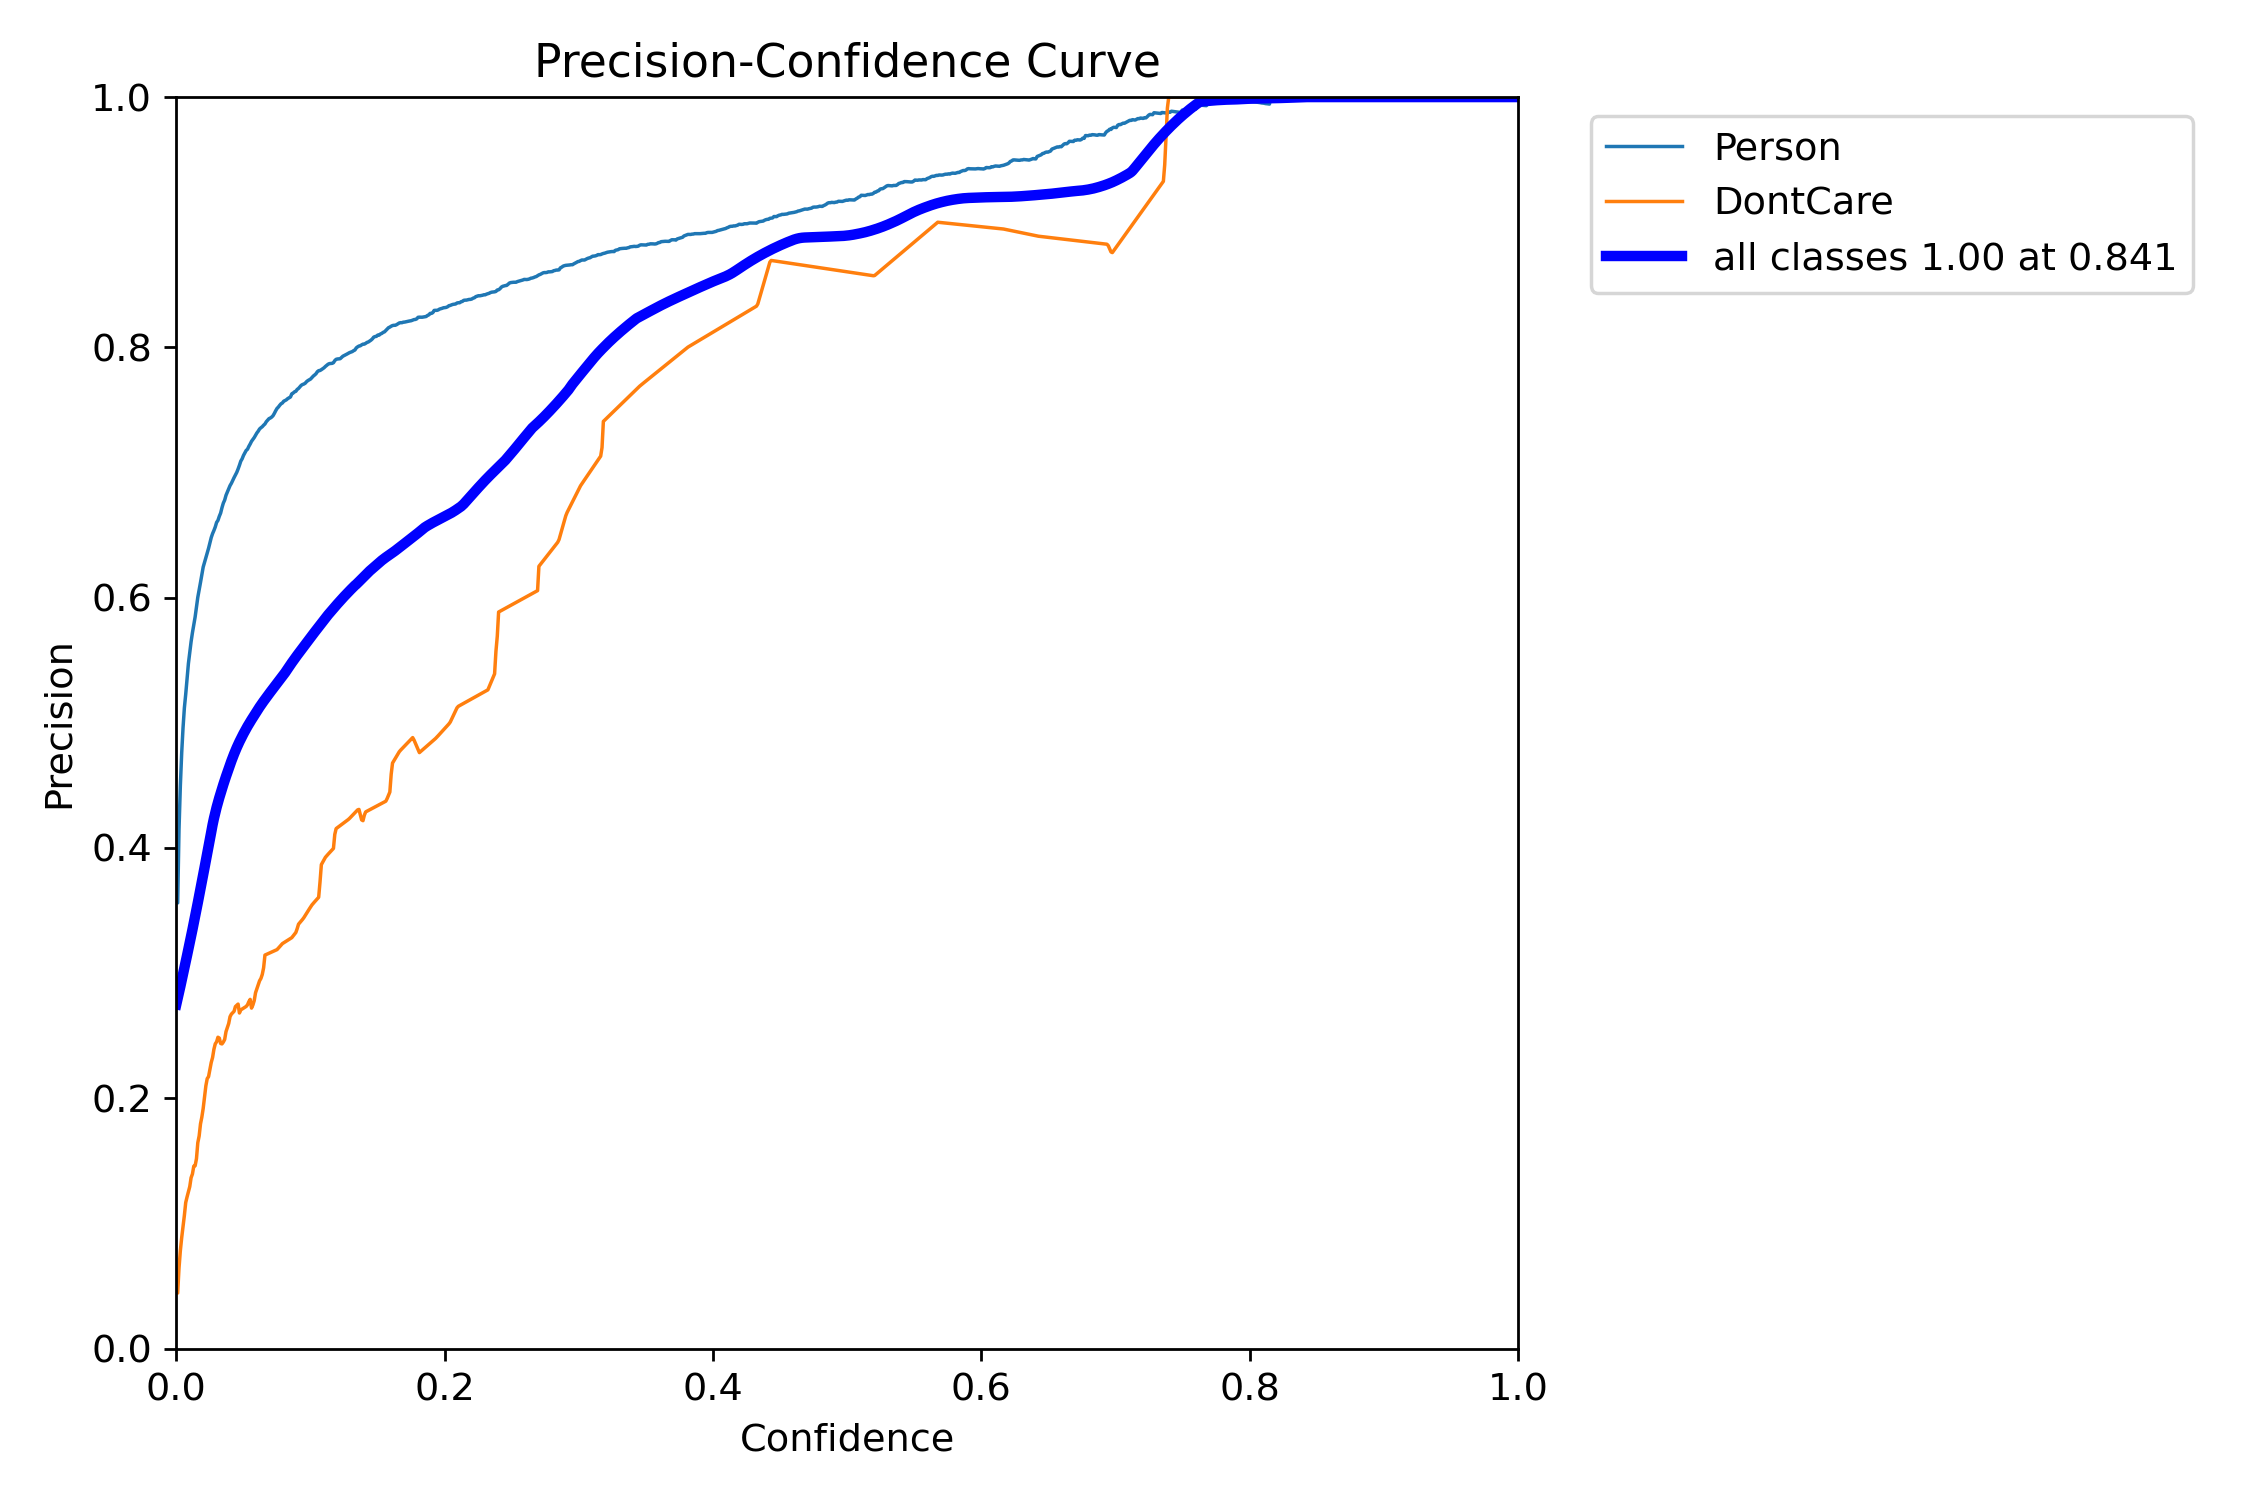 Precision-Confidence Curve
1.0
0.8
0.6
0.4
0.2
0.0
Precision
0.0 0.2 0.4 0.6 0.8 1.0
Confidence
Person
DontCare
all classes 1.00 at 0.841